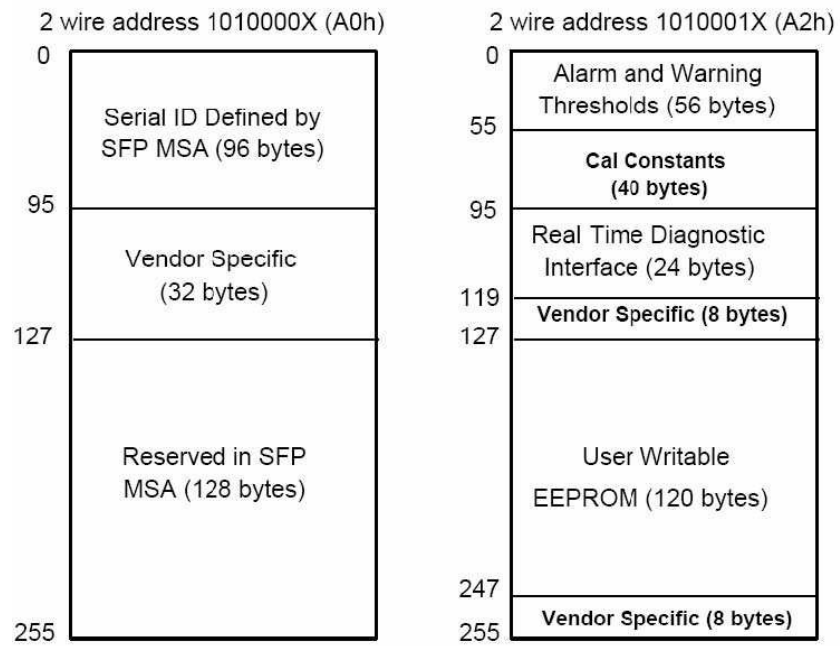 2 wire address 1010000X (A0h)
0
Serial ID Defined by
SFP MSA (96 bytes)
95
Vendor Specific
(32 bytes)
127
Reserved in SFP
MSA (128 bytes)
255
2 wire address 1010001X (A2h)
0
Alarm and Warning
Thresholds (56 bytes)
55
Cal Constants
(40 bytes)
95
Real Time Diagnostic
Interface (24 bytes)
119
Vendor Specific (8 bytes)
127
User Writable
EEPROM (120 bytes)
247
Vendor Specific (8 bytes)
255